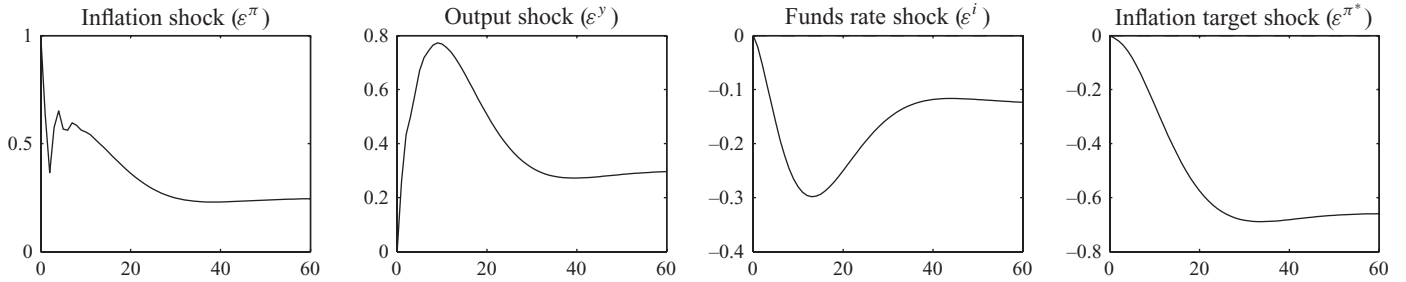 Inflation shock (ε^π)
1
0.5
0
0 20 40 60
Output shock (ε^y)
0.8
0.6
0.4
0.2
0
0 20 40 60
Funds rate shock (ε^i)
0
–0.1
–0.2
–0.3
–0.4
0 20 40 60
Inflation target shock (ε^π*)
0
–0.2
–0.4
–0.6
–0.8
0 20 40 60